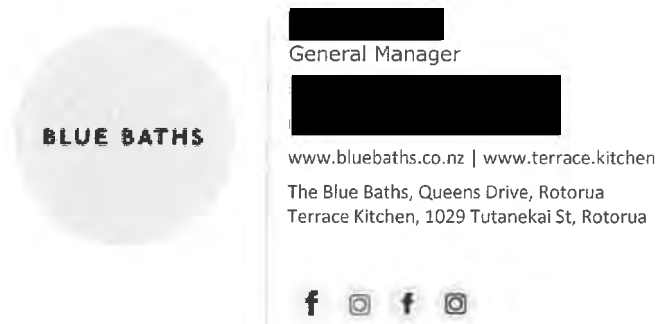 BLUE BATHS
General Manager
www.bluebaths.co.nz | www.terrace.kitchen
The Blue Baths, Queens Drive, Rotorua
Terrace Kitchen, 1029 Tutanekai St, Rotorua